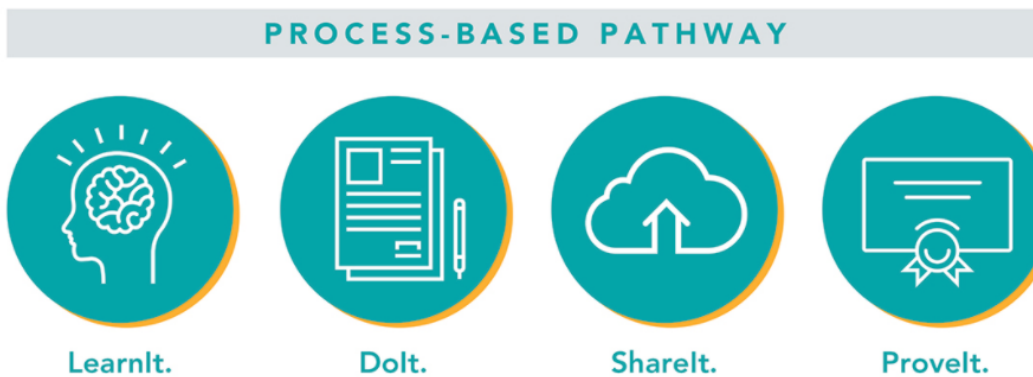 PROCESS-BASED PATHWAY
LearnIt.
DoIt.
ShareIt.
ProveIt.